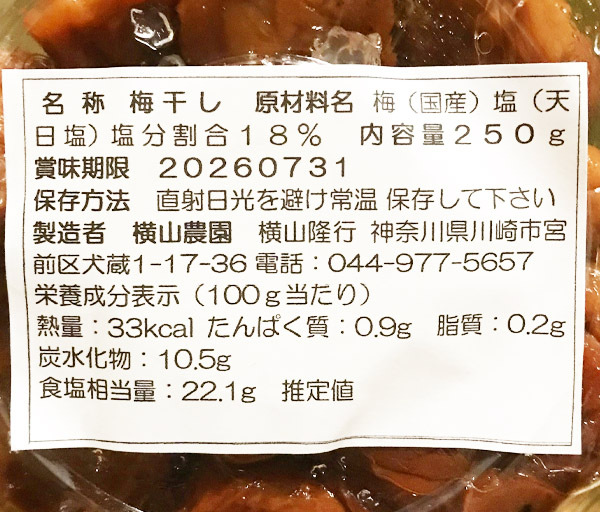 名称 梅干し 原材料名 梅（国産）塩（天
日塩）塩分割合１８％ 内容量２５０ｇ
賞味期限 ２０２６０７３１
保存方法 直射日光を避け常温 保存して下さい
製造者 横山農園 横山隆行 神奈川県川崎市宮
前区犬蔵1-17-36 電話：044-977-5657
栄養成分表示（100ｇ当たり）
熱量：33kcal たんぱく質：0.9g 脂質：0.2g
炭水化物：10.5g
食塩相当量：22.1g 推定値